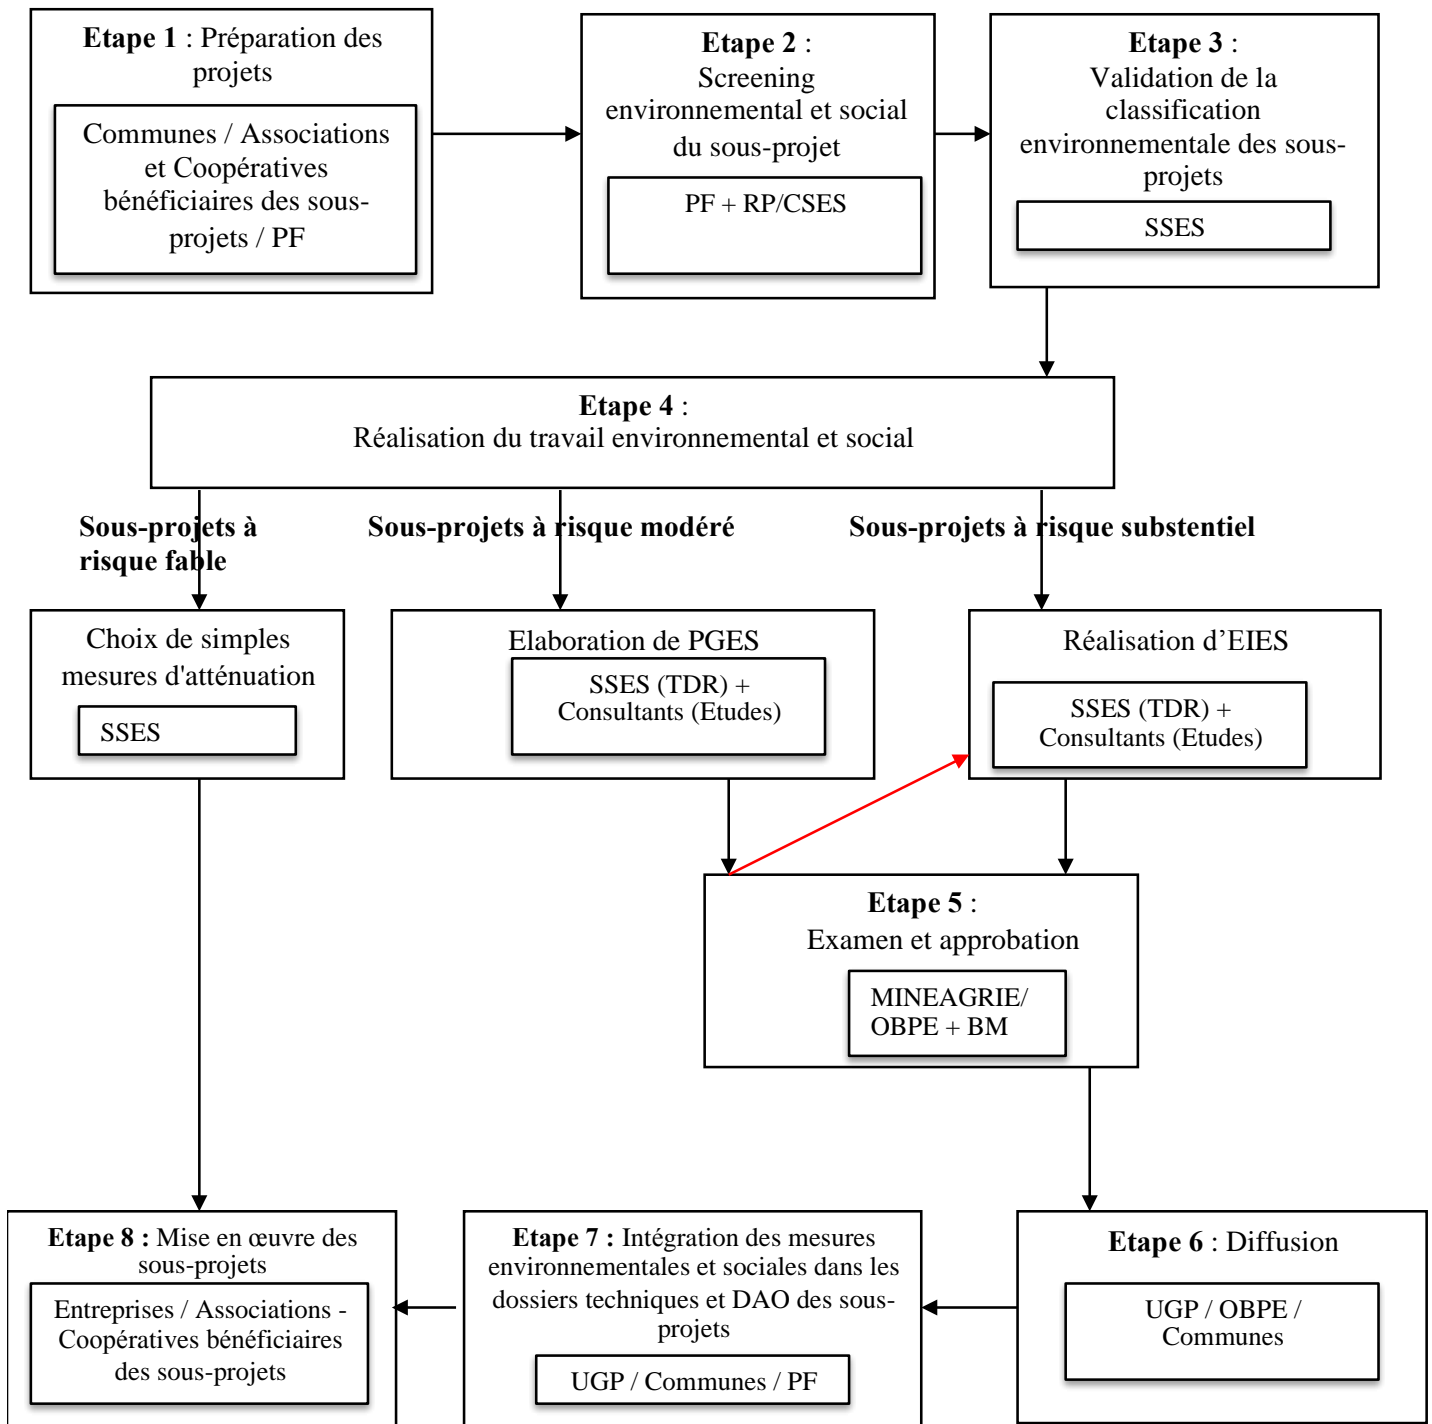 Etape 1 : Préparation des
projets
Communes / Associations
et Coopératives
bénéficiaires des sous-
projets / PF
Etape 2 :
Screening
environnemental et social
du sous-projet
PF + RP/CSES
Etape 3 :
Validation de la
classification
environnementale des sous-
projets
SSES
Etape 4 :
Réalisation du travail environnemental et social
Sous-projets à
risque fable
Sous-projets à risque modéré
Sous-projets à risque substentiel
Choix de simples
mesures d'atténuation
SSES
Elaboration de PGES
SSES (TDR) +
Consultants (Etudes)
Réalisation d’EIES
SSES (TDR) +
Consultants (Etudes)
Etape 5 :
Examen et approbation
MINEAGRIE/
OBPE + BM
Etape 8 : Mise en œuvre des
sous-projets
Entreprises / Associations -
Coopératives bénéficiaires
des sous-projets
Etape 7 : Intégration des mesures
environnementales et sociales dans les
dossiers techniques et DAO des sous-
projets
UGP / Communes / PF
Etape 6 : Diffusion
UGP / OBPE /
Communes